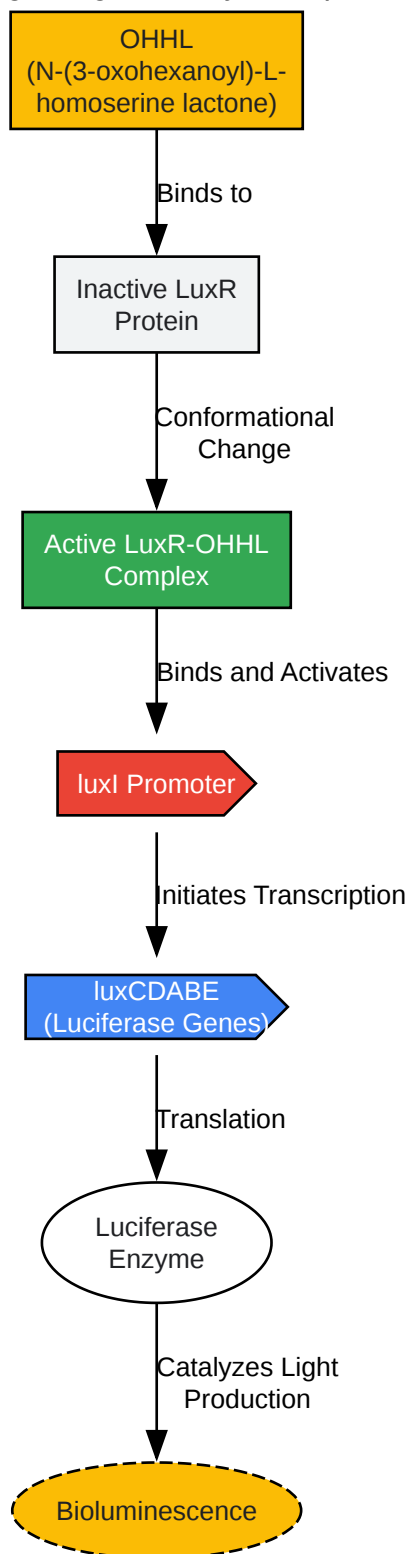 OHHL
(N-(3-oxohexanoyl)-L-
homoserine lactone)
Binds to
Inactive LuxR
Protein
Conformational
Change
Active LuxR-OHHL
Complex
Binds and Activates
luxI Promoter
Initiates Transcription
luxCDABE
(Luciferase Genes)
Translation
Luciferase
Enzyme
Catalyzes Light
Production
Bioluminescence